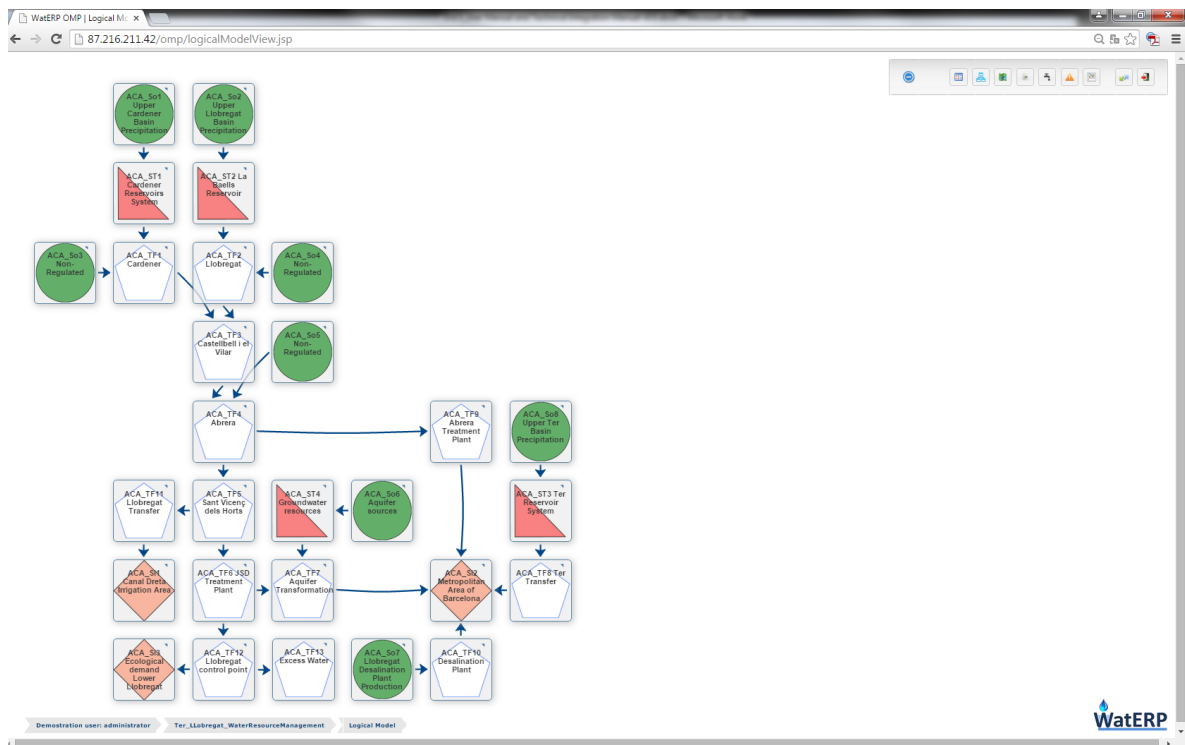 WatERP OMP | Logical Mo
87.216.211.42/omp/logicalModelView.jsp
ACA_So1
Upper
Cardener
Basin
Precipitation
ACA_So2
Upper
Llobregat
Basin
Precipitation
ACA_ST1
Cardener
Reservoirs
System
ACA_ST2 La
Baells
Reservoir
ACA_So3
Non-
Regulated
ACA_TF1
Cardener
ACA_TF2
Llobregat
ACA_So4
Non-
Regulated
ACA_TF3
Castellbell i el
Vilar
ACA_So5
Non-
Regulated
ACA_TF4
Abrera
ACA_TF9
Abrera
Treatment
Plant
ACA_So8
Upper Ter
Basin
Precipitation
ACA_TF11
Llobregat
Transfer
ACA_TF5
Sant Vicenç
dels Horts
ACA_ST4
Groundwater
resources
ACA_So6
Aquifer
sources
ACA_ST3 Ter
Reservoir
System
ACA_Si1
Canal Dreta
Irrigation Area
ACA_TF6 JSD
Treatment
Plant
ACA_TF7
Aquifer
Transformation
ACA_Si2
Metropolitan
Area of
Barcelona
ACA_TF8 Ter
Transfer
ACA_Si3
Ecological
demand
Lower
Llobregat
ACA_TF12
Llobregat
control point
ACA_TF13
Excess Water
ACA_So7
Llobregat
Desalination
Plant
Production
ACA_TF10
Desalination
Plant
Demostration user: administrator
Ter_LLobregat_WaterResourceManagement
Logical Model
WatERP